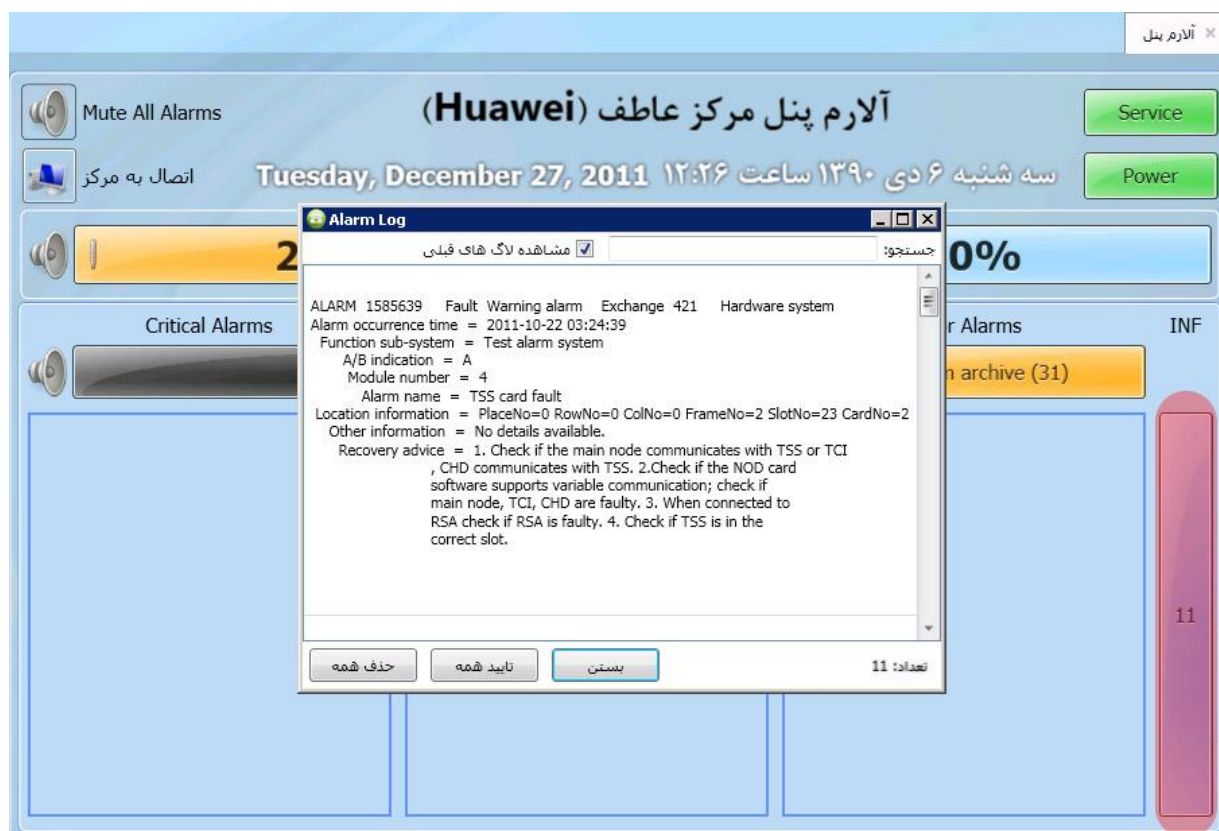 آلارم پنل
Mute All Alarms
آلارم پنل مرکز عاطف (Huawei)
Service
اتصال به مرکز
سه شنبه ۶ دی ۱۳۹۰ ساعت ۱۲:۲۶ Tuesday, December 27, 2011
Power
Alarm Log
جستجو:
مشاهده لاگ های قبلی
2
0%
Critical Alarms
r Alarms
INF
archive (31)
ALARM 1585639 Fault Warning alarm Exchange 421 Hardware system
Alarm occurrence time = 2011-10-22 03:24:39
Function sub-system = Test alarm system
A/B indication = A
Module number = 4
Alarm name = TSS card fault
Location information = PlaceNo=0 RowNo=0 ColNo=0 FrameNo=2 SlotNo=23 CardNo=2
Other information = No details available.
Recovery advice = 1. Check if the main node communicates with TSS or TCI
, CHD communicates with TSS. 2.Check if the NOD card
software supports variable communication; check if
main node, TCI, CHD are faulty. 3. When connected to
RSA check if RSA is faulty. 4. Check if TSS is in the
correct slot.
11
تعداد: 11
بستن
تایید همه
حذف همه